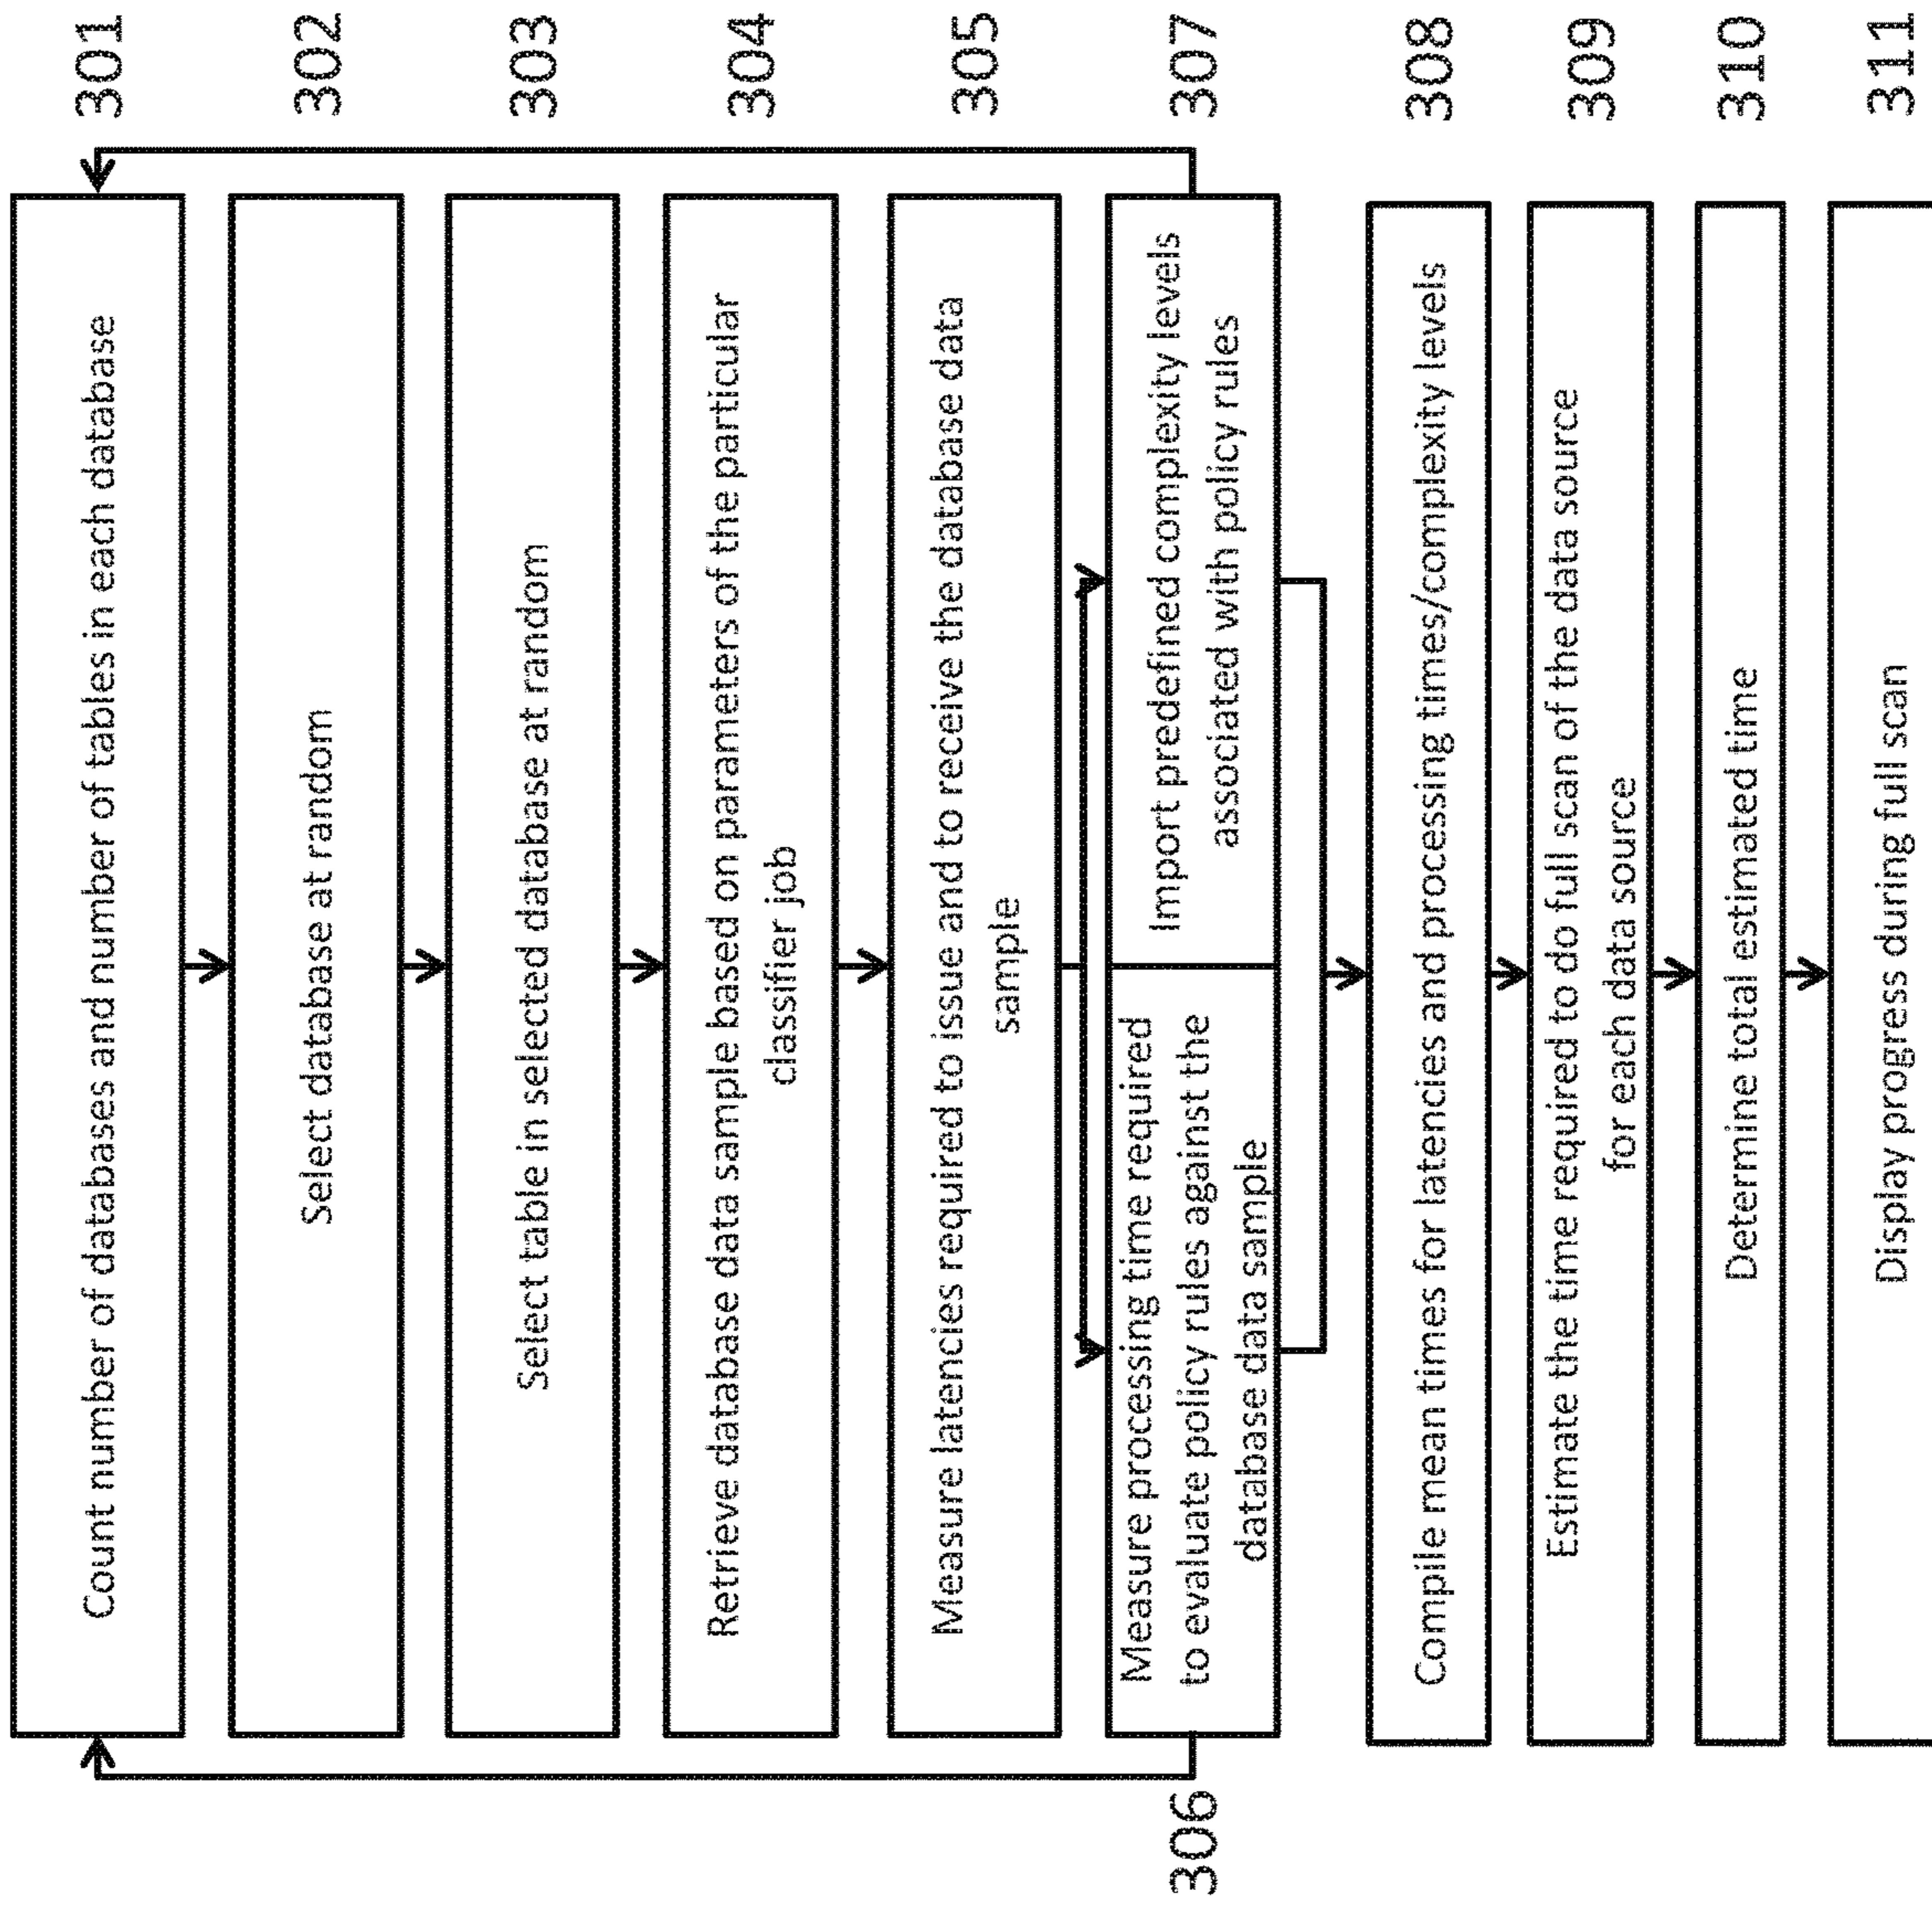 Count number of databases and number of tables in each database
301
Select database at random
302
Select table in selected database at random
303
Retrieve database data sample based on parameters of the particular
classifier job
304
Measure latencies required to issue and to receive the database data
sample
305
306
Measure processing time required
to evaluate policy rules against the
database data sample
Import predefined complexity levels
associated with policy rules
307
Compile mean times for latencies and processing times/complexity levels
308
Estimate the time required to do full scan of the data source
for each data source
309
Determine total estimated time
310
Display progress during full scan
311